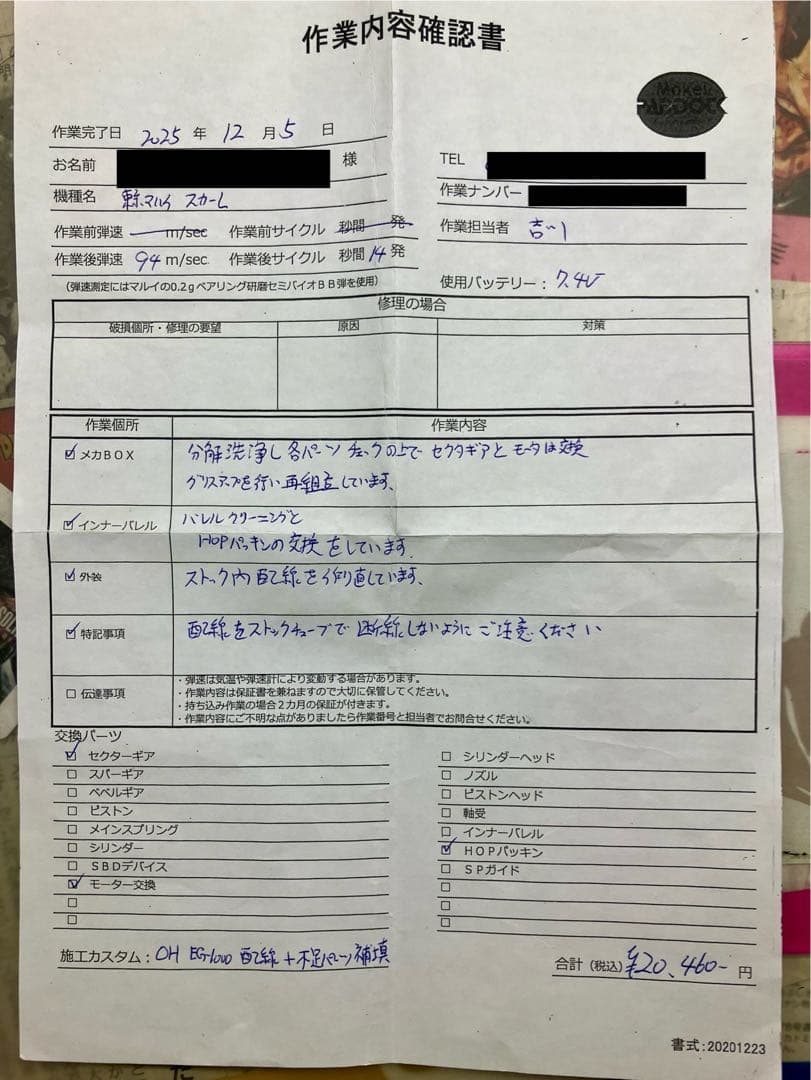 作業内容確認書
Maker
PADDOCK
作業完了日 2025 年 12 月 5 日
お名前 様
TEL
機種名 東京マルイ スカーL
作業ナンバー
作業前弾速 m/sec 作業前サイクル 秒間 発
作業担当者 吉川
作業後弾速 94 m/sec 作業後サイクル 秒間 14 発
(弾速測定にはマルイの0.2gベアリング研磨セミバイオBB弾を使用)
使用バッテリー: 7.4V
修理の場合
破損個所・修理の要望 原因 対策
作業個所 作業内容
☑ メカBOX 分解洗浄し各パーツチェックの上でセクタギアとモータは交換
グリスアップを行い再組立しています、
☑ インナーバレル バレルクリーニングと
HOPパッキンの交換をしています
☑ 外装 ストック内配線を作り直しています、
☑ 特記事項 配線をストックチューブで断線しないようにご注意ください
☐ 伝達事項
・弾速は気温や弾速計により変動する場合があります。
・作業内容は保証書を兼ねますので大切に保管してください。
・持ち込み作業の場合2カ月の保証が付きます。
・作業内容にご不明な点がありましたら作業番号と担当者でお問合せください。
交換パーツ
☑ セクターギア
☐ スパーギア
☐ ベベルギア
☐ ピストン
☐ メインスプリング
☐ シリンダー
☐ SBDデバイス
☑ モーター交換
☐
☐
☐ シリンダーヘッド
☐ ノズル
☐ ピストンヘッド
☐ 軸受
☐ インナーバレル
☑ HOPパッキン
☐ SPガイド
☐
☐
☐
施工カスタム: OH EG1000 配線+不足パーツ補填
合計(税込) ¥20,460- 円
書式:20201223